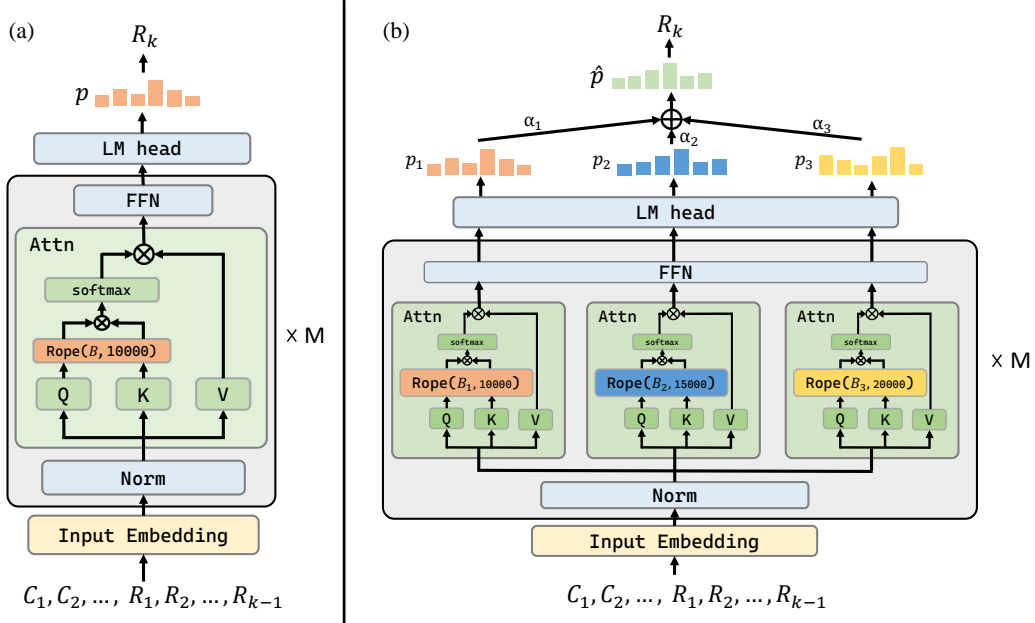 (a)
R_k
p
LM head
FFN
Attn
softmax
Rope(B, 10000)
Q K V
× M
Norm
Input Embedding
C_1, C_2, …, R_1, R_2, …, R_{k−1}
(b)
R_k
p̂
α_1 α_2 α_3
p_1 p_2 p_3
LM head
FFN
Attn Attn Attn
softmax softmax softmax
Rope(B_1, 10000) Rope(B_2, 15000) Rope(B_3, 20000)
Q K V Q K V Q K V
× M
Norm
Input Embedding
C_1, C_2, …, R_1, R_2, …, R_{k−1}